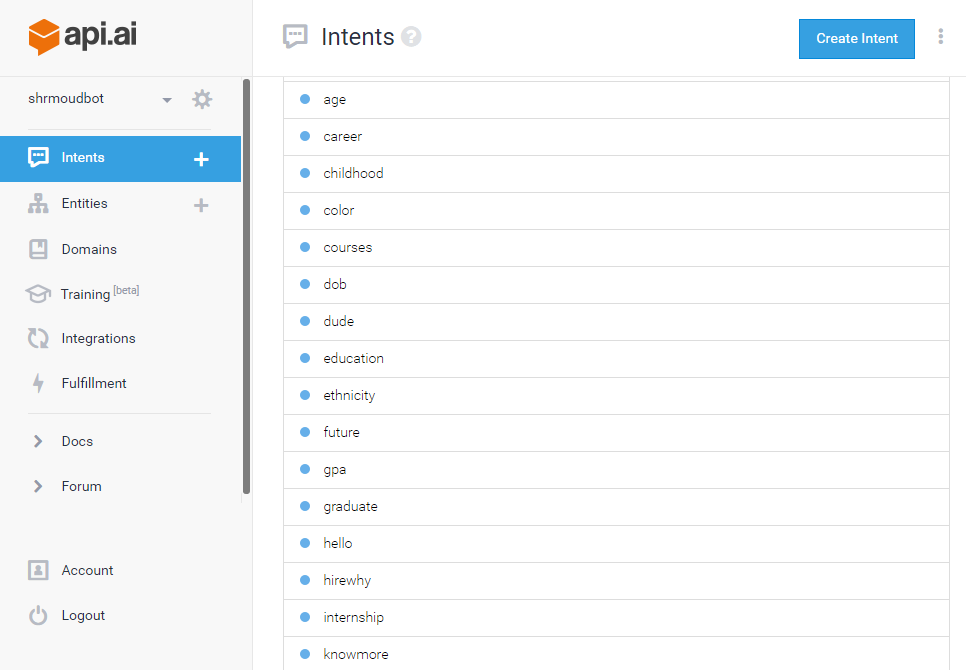 api.ai
shrmoudbot
Intents
Entities
Domains
Training [beta]
Integrations
Fulfillment
Docs
Forum
Account
Logout
Intents ?
Create Intent
age
career
childhood
color
courses
dob
dude
education
ethnicity
future
gpa
graduate
hello
hirewhy
internship
knowmore